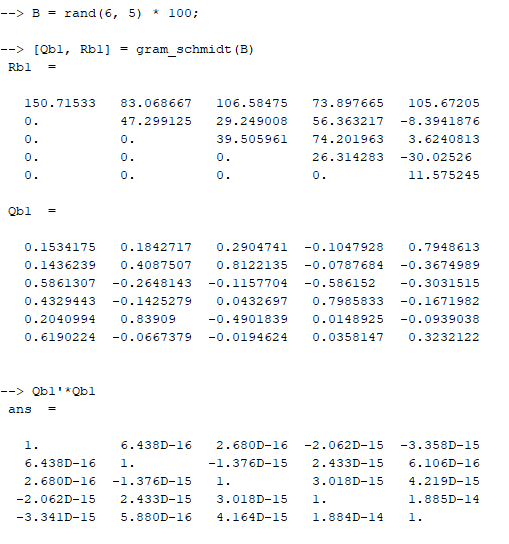 --> B = rand(6, 5) * 100;
--> [Qb1, Rb1] = gram_schmidt(B)
Rb1 =
150.71533 83.068667 106.58475 73.897665 105.67205
0. 47.299125 29.249008 56.363217 -8.3941876
0. 0. 39.505961 74.201963 3.6240813
0. 0. 0. 26.314283 -30.02526
0. 0. 0. 0. 11.575245
Qb1 =
0.1534175 0.1842717 0.2904741 -0.1047928 0.7948613
0.1436239 0.4087507 0.8122135 -0.0787684 -0.3674989
0.5861307 -0.2648143 -0.1157704 -0.586152 -0.3031515
0.4329443 -0.1425279 0.0432697 0.7985833 -0.1671982
0.2040994 0.83909 -0.4901839 0.0148925 -0.0939038
0.6190224 -0.0667379 -0.0194624 0.0358147 0.3232122
--> Qb1'*Qb1
ans =
1. 6.438D-16 2.680D-16 -2.062D-15 -3.358D-15
6.438D-16 1. -1.376D-15 2.433D-15 6.106D-16
2.680D-16 -1.376D-15 1. 3.018D-15 4.219D-15
-2.062D-15 2.433D-15 3.018D-15 1. 1.885D-14
-3.341D-15 5.880D-16 4.164D-15 1.884D-14 1.